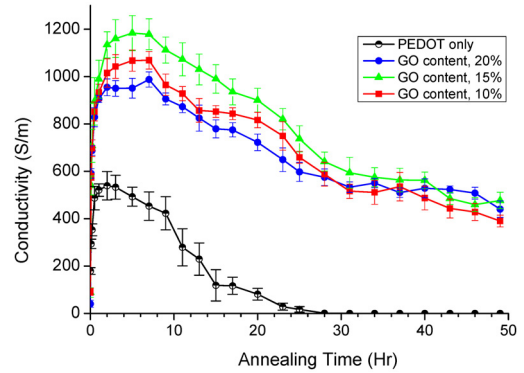 PEDOT only
GO content, 20%
GO content, 15%
GO content, 10%
Conductivity (S/m)
1200
1000
800
600
400
200
0
0 10 20 30 40 50
Annealing Time (Hr)